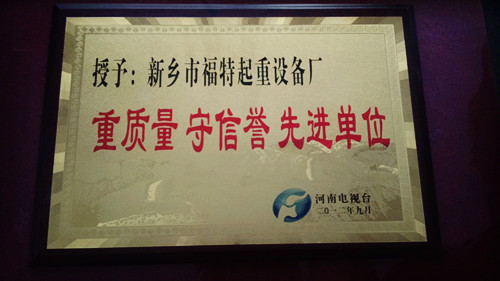 授予：新乡市福特起重设备厂
重质量 守信誉 先进单位
河南电视台
二〇一二年九月